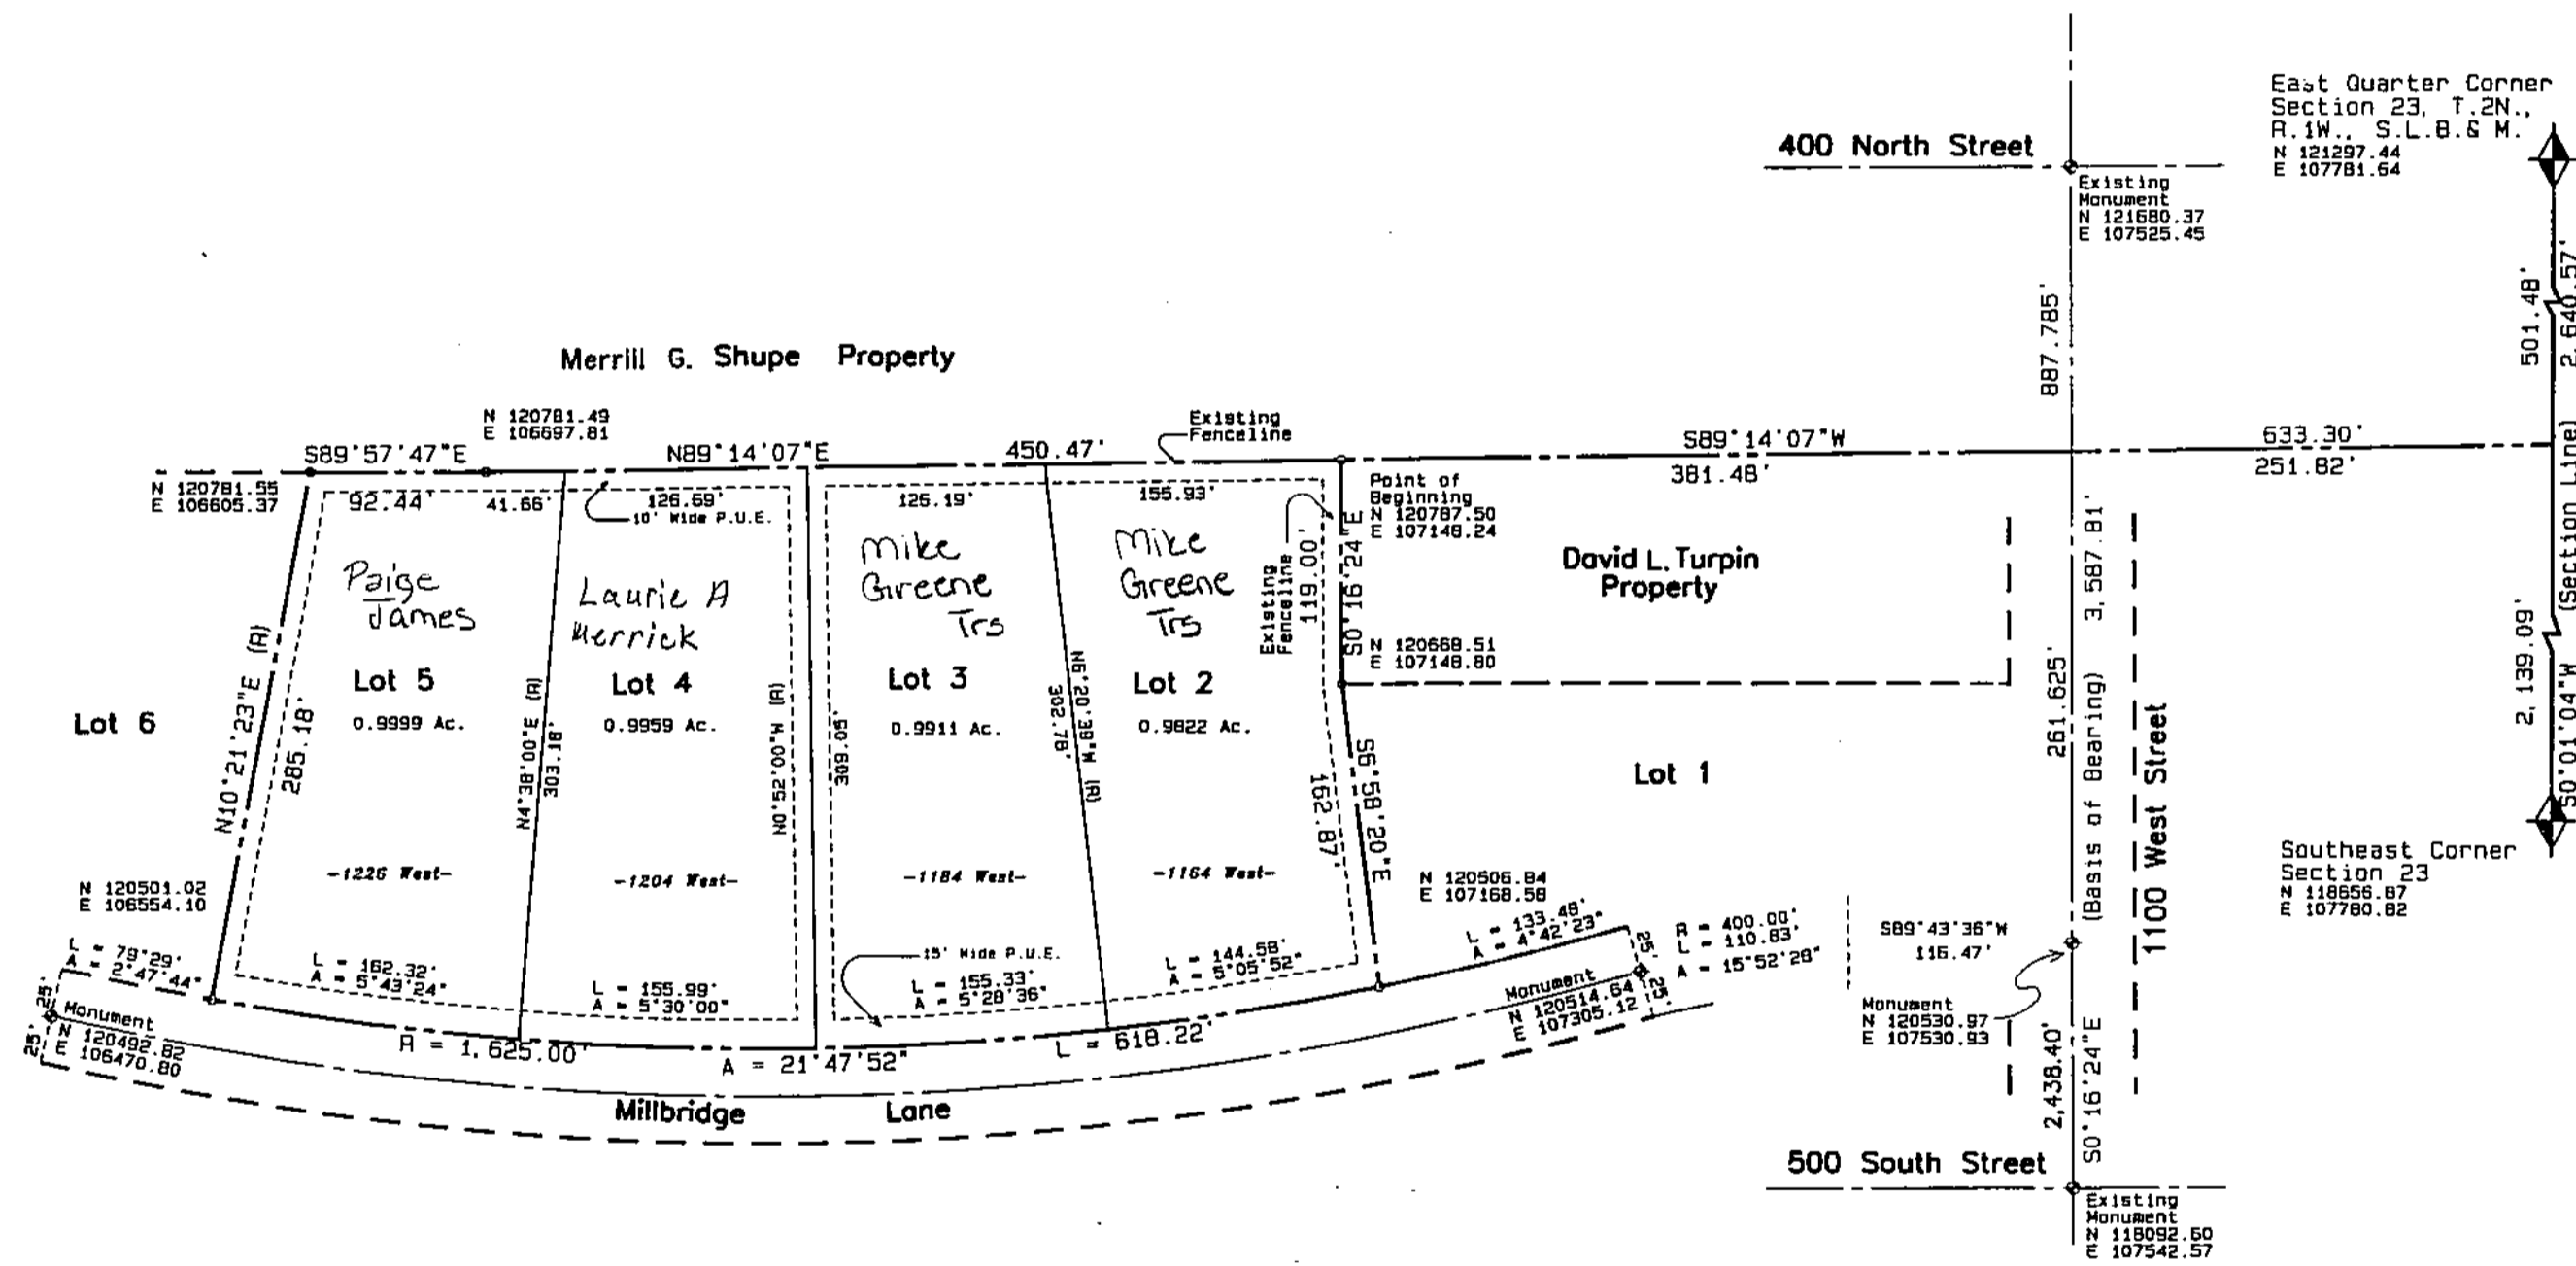 East Quarter Corner
Section 23, T.2N.,
R.1W., S.L.B.& M.
N 121297.44
E 107781.64
400 North Street
Existing
Monument
N 121680.37
E 107525.45
887.785'
501.48'
2,640.57'
Merrill G. Shupe Property
N 120781.49
E 106697.81
Existing
Fenceline
S89°57'47"E
N89°14'07"E
450.47'
S89°14'07"W
381.48'
633.30'
251.82'
N 120781.55
E 106605.37
92.44'
41.66'
126.69'
10' Wide P.U.E.
126.19'
155.93'
Point of
Beginning
N 120787.50
E 107148.24
Existing
Fenceline
119.00'
S0°16'24"E
Paige
James
Laurie A
Merrick
Mike
Greene
Trs
Mike
Greene
Trs
David L. Turpin
Property
N 120668.51
E 107148.80
Lot 6
Lot 5
0.9999 Ac.
Lot 4
0.9959 Ac.
Lot 3
0.9911 Ac.
Lot 2
0.9822 Ac.
Lot 1
N10°21'23"E (R)
285.18'
N4°38'00"E (R)
303.18'
N0°52'00"W (R)
309.05'
N6°20'39"W (R)
302.78'
S6°58'20"E
162.87'
261.625'
(Basis of Bearing) 3,587.81'
1100 West Street
2,139.09'
S0°01'04"W (Section Line)
-1226 West-
-1204 West-
-1184 West-
-1164 West-
Southeast Corner
Section 23
N 118656.87
E 107780.82
N 120501.02
E 106554.10
N 120506.84
E 107168.58
L = 79°29'
A = 2°47'44"
L = 162.32'
A = 5°43'24"
L = 155.99'
A = 5°30'00"
15' Wide P.U.E.
L = 155.33'
A = 5°28'36"
L = 144.58'
A = 5°05'52"
L = 133.48'
A = 4°42'23"
R = 400.00'
L = 110.83'
A = 15°52'28"
S89°43'36"W
116.47'
25'
25'
Monument
N 120492.82
E 106470.80
25'
25'
Monument
N 120514.64
E 107305.12
Monument
N 120530.97
E 107530.93
R = 1,625.00'
A = 21°47'52"
L = 618.22'
Millbridge Lane
2,438.40'
S0°16'24"E
500 South Street
Existing
Monument
N 118092.60
E 107542.57